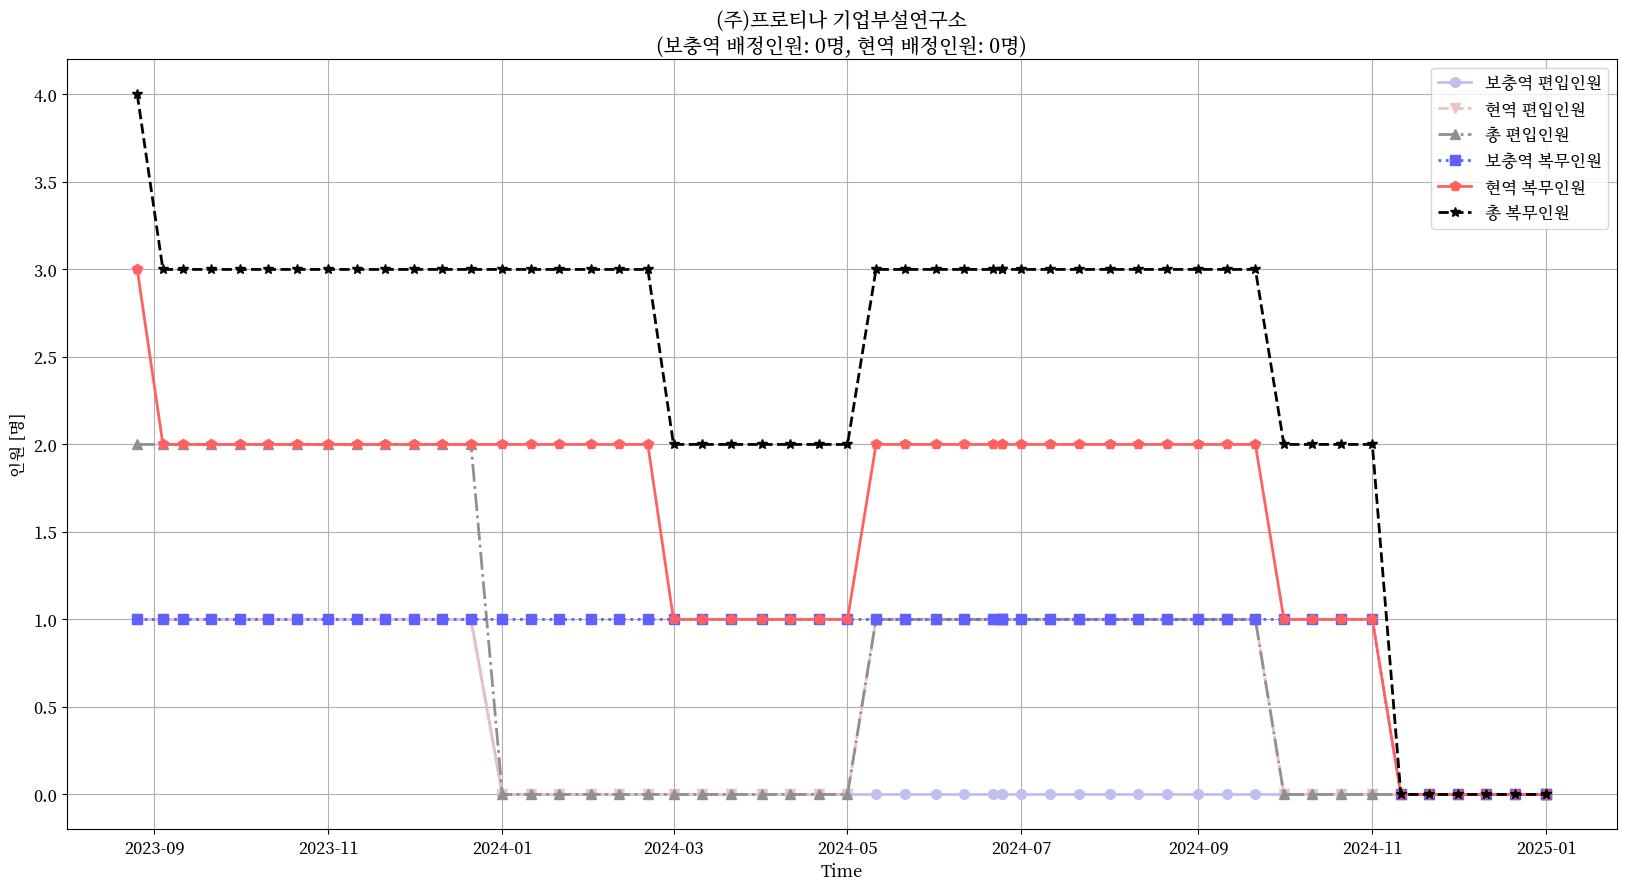 (주)프로티나 기업부설연구소
(보충역 배정인원: 0명, 현역 배정인원: 0명)
보충역 편입인원
현역 편입인원
총 편입인원
보충역 복무인원
현역 복무인원
총 복무인원
4.0
3.5
3.0
2.5
2.0
1.5
1.0
0.5
0.0
인원 [명]
2023-09 2023-11 2024-01 2024-03 2024-05 2024-07 2024-09 2024-11 2025-01
Time